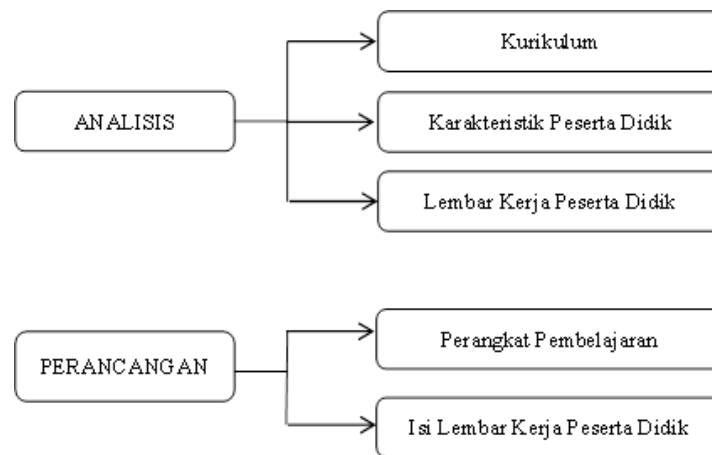 Kurikulum
ANALISIS
Karakteristik Peserta Didik
Lembar Kerja Peserta Didik
Perangkat Pembelajaran
PERANCANGAN
Isi Lembar Kerja Peserta Didik